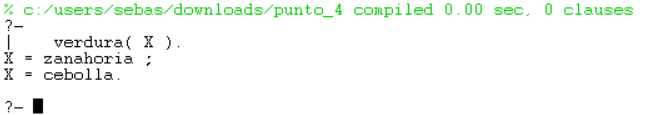 % c:/users/sebas/downloads/punto_4 compiled 0.00 sec, 0 clauses
?-
|    verdura( X ).
X = zanahoria ;
X = cebolla.
?-